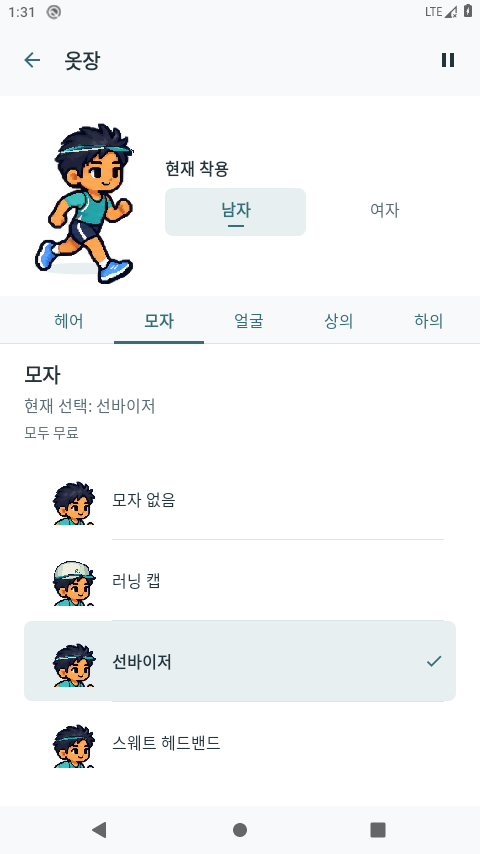 1:31
LTE
옷장
현재 착용
남자
여자
헤어
모자
얼굴
상의
하의
모자
현재 선택: 선바이저
모두 무료
모자 없음
러닝 캡
선바이저
스웨트 헤드밴드